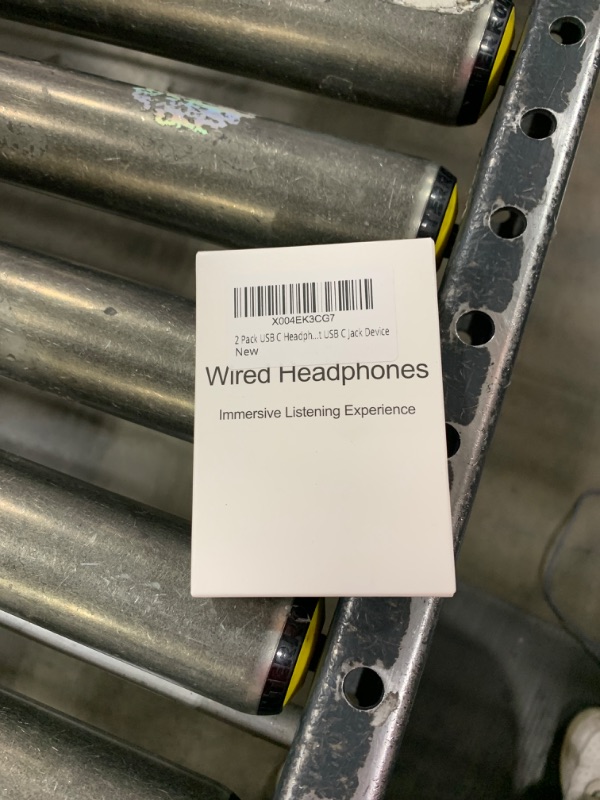 X004EK3CG7
2 Pack USB C Headph...t USB C Jack Device
New
Wired Headphones
Immersive Listening Experience